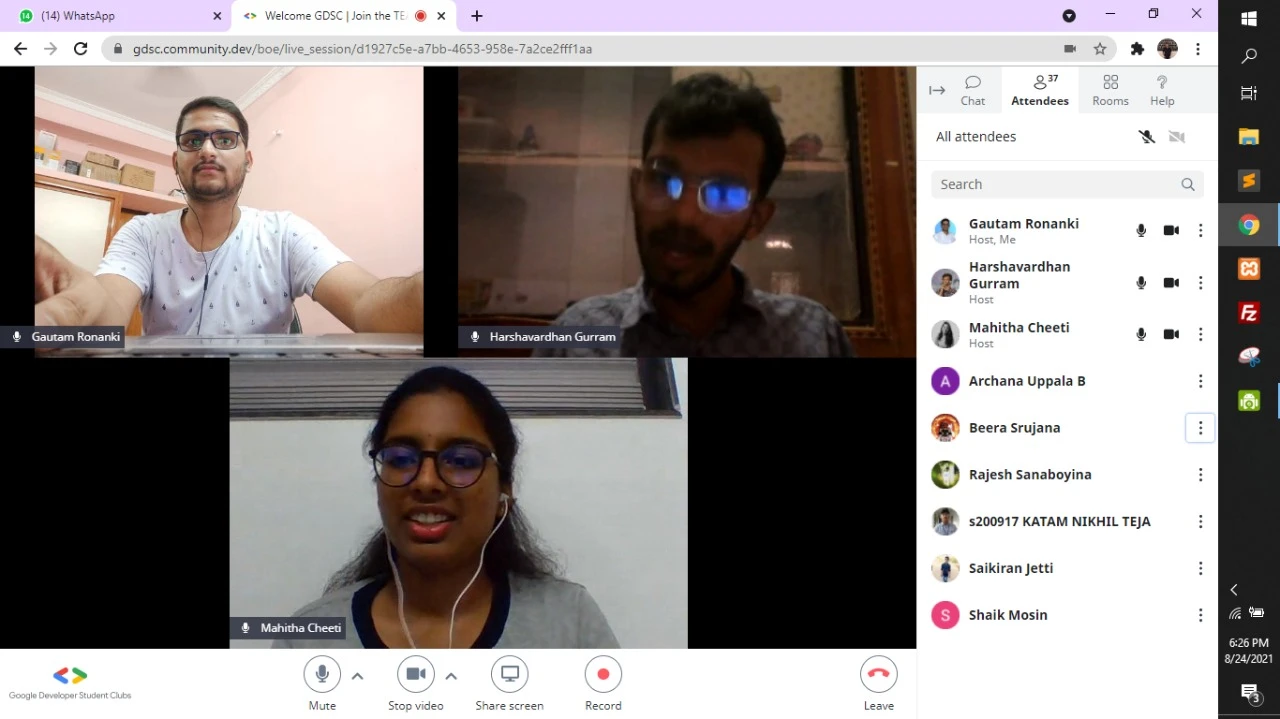 (14) WhatsApp
Welcome GDSC | Join the TE
gdsc.community.dev/boe/live_session/d1927c5e-a7bb-4653-958e-7a2ce2fff1aa
Gautam Ronanki
Harshavardhan Gurram
Mahitha Cheeti
Google Developer Student Clubs
Mute
Stop video
Share screen
Record
Leave
Chat
37
Attendees
Rooms
Help
All attendees
Search
Gautam Ronanki
Host, Me
Harshavardhan
Gurram
Host
Mahitha Cheeti
Host
A
Archana Uppala B
Beera Srujana
Rajesh Sanaboyina
s200917 KATAM NIKHIL TEJA
Saikiran Jetti
S
Shaik Mosin
Fz
6:26 PM
8/24/2021
3